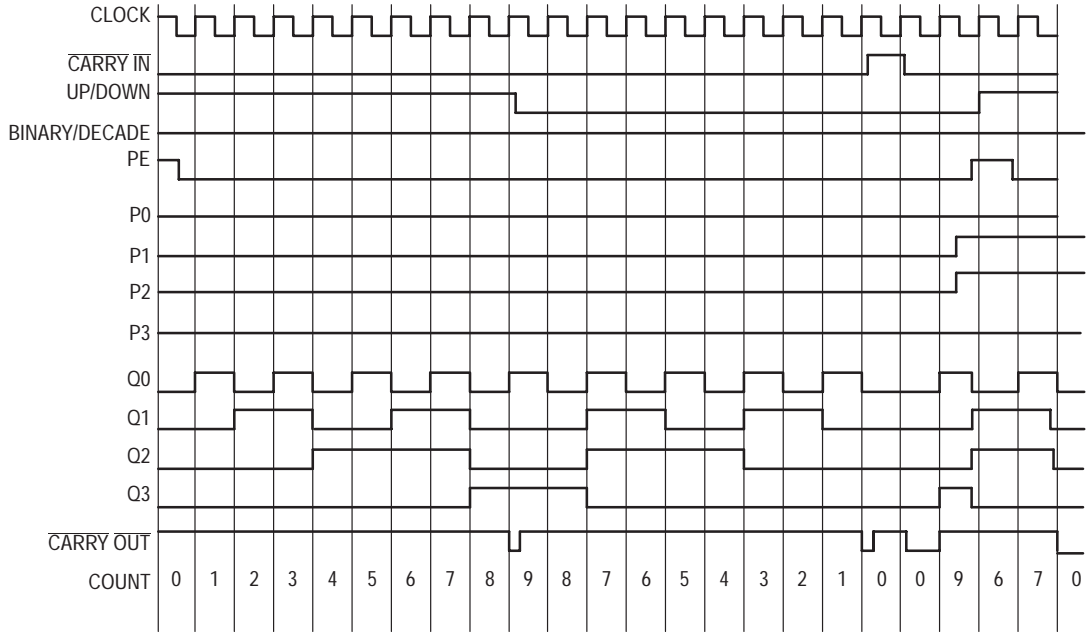 CLOCK
CARRY IN
UP/DOWN
BINARY/DECADE
PE
P0
P1
P2
P3
Q0
Q1
Q2
Q3
CARRY OUT
COUNT 0 1 2 3 4 5 6 7 8 9 8 7 6 5 4 3 2 1 0 0 9 6 7 0